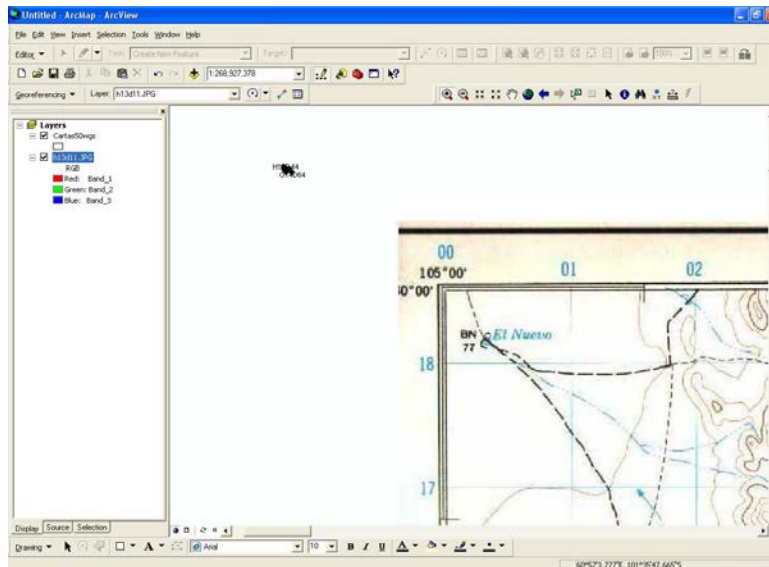 Untitled - ArcMap - ArcView
File Edit View Insert Selection Tools Window Help
Editor Task: Create New Feature Target: 100%
1:268,927,378
Georeferencing Layer: h13d11.JPG
Layers
Cartas50wgs
h13d11.JPG
RGB
Red: Band_1
Green: Band_2
Blue: Band_3
00
105°00'
01
02
BN
77
El Nuevo
18
17
Display Source Selection
Drawing A Arial 10 B I U A